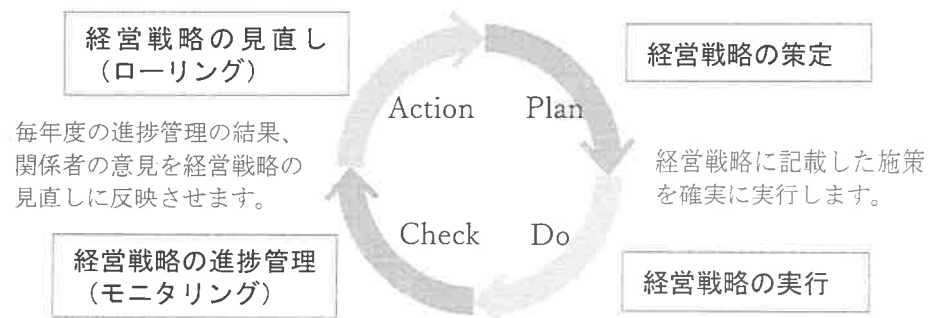 経営戦略の見直し
（ローリング）
経営戦略の策定
Action
Plan
毎年度の進捗管理の結果、
関係者の意見を経営戦略の
見直しに反映させます。
経営戦略に記載した施策
を確実に実行します。
Check
Do
経営戦略の進捗管理
（モニタリング）
経営戦略の実行